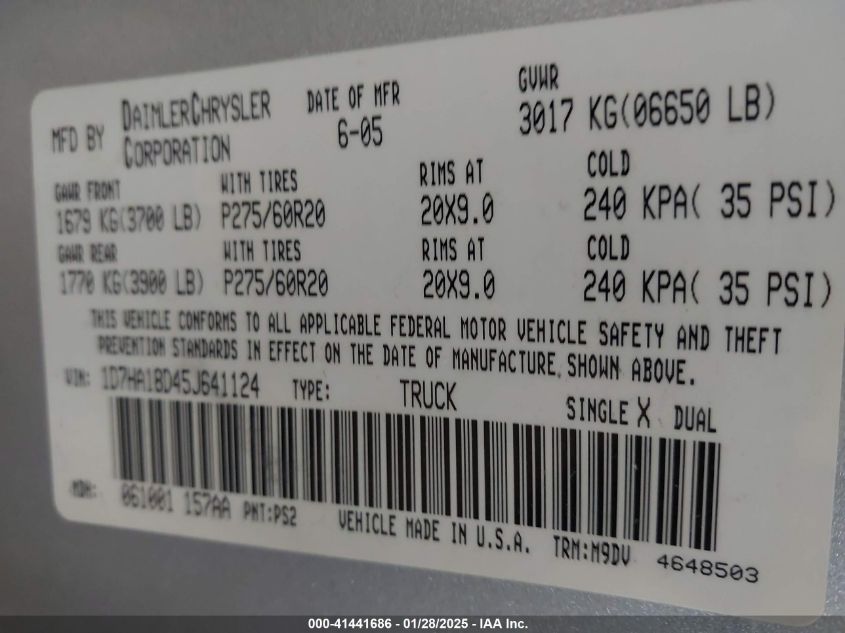 MFD BY DAIMLERCHRYSLER CORPORATION DATE OF MFR 6-05 GVWR 3017 KG(06650 LB)
GAWR FRONT WITH TIRES RIMS AT COLD
1679 KG(3700 LB) P275/60R20 20X9.0 240 KPA( 35 PSI)
GAWR REAR WITH TIRES RIMS AT COLD
1770 KG(3900 LB) P275/60R20 20X9.0 240 KPA( 35 PSI)
THIS VEHICLE CONFORMS TO ALL APPLICABLE FEDERAL MOTOR VEHICLE SAFETY AND THEFT
PREVENTION STANDARDS IN EFFECT ON THE DATE OF MANUFACTURE SHOWN ABOVE.
VIN: 1D7HA18D45J641124 TYPE: TRUCK SINGLE X DUAL
MDH: 061001 157AA PNT:PS2 VEHICLE MADE IN U.S.A. TRM:M9DV 4648503
000-41441686 | 01/28/2025 - IAA Inc.